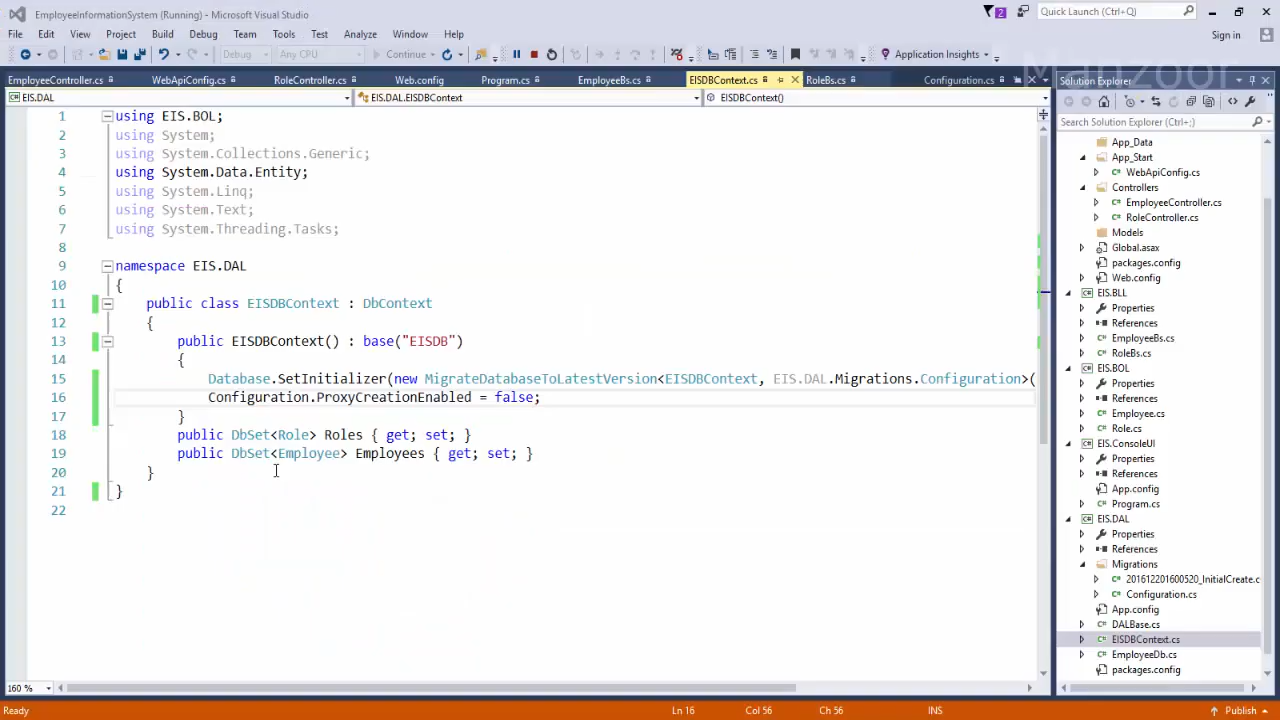 EmployeeInformationSystem (Running) - Microsoft Visual Studio
2
Quick Launch (Ctrl+Q)
File Edit View Project Build Debug Team Tools Test Analyze Window Help
Sign in
Debug Any CPU Continue Application Insights
Manzoor
EmployeeController.cs WebApiConfig.cs RoleController.cs Web.config Program.cs EmployeeBs.cs EISDBContext.cs RoleBs.cs Configuration.cs
Solution Explorer
EIS.DAL EIS.DAL.EISDBContext EISDBContext()
Search Solution Explorer (Ctrl+;)
1 using EIS.BOL;
2 using System;
3 using System.Collections.Generic;
4 using System.Data.Entity;
5 using System.Linq;
6 using System.Text;
7 using System.Threading.Tasks;
8
9 namespace EIS.DAL
10 {
11 public class EISDBContext : DbContext
12 {
13 public EISDBContext() : base("EISDB")
14 {
15 Database.SetInitializer(new MigrateDatabaseToLatestVersion<EISDBContext, EIS.DAL.Migrations.Configuration>(
16 Configuration.ProxyCreationEnabled = false;
17 }
18 public DbSet<Role> Roles { get; set; }
19 public DbSet<Employee> Employees { get; set; }
20 }
21 }
22
App_Data
App_Start
WebApiConfig.cs
Controllers
EmployeeController.cs
RoleController.cs
Models
Global.asax
packages.config
Web.config
EIS.BLL
Properties
References
EmployeeBs.cs
RoleBs.cs
EIS.BOL
Properties
References
Employee.cs
Role.cs
EIS.ConsoleUI
Properties
References
App.config
Program.cs
EIS.DAL
Properties
References
Migrations
201612201600520_InitialCreate.c
Configuration.cs
App.config
DALBase.cs
EISDBContext.cs
EmployeeDb.cs
packages.config
160 %
Ready Ln 16 Col 56 Ch 56 INS Publish